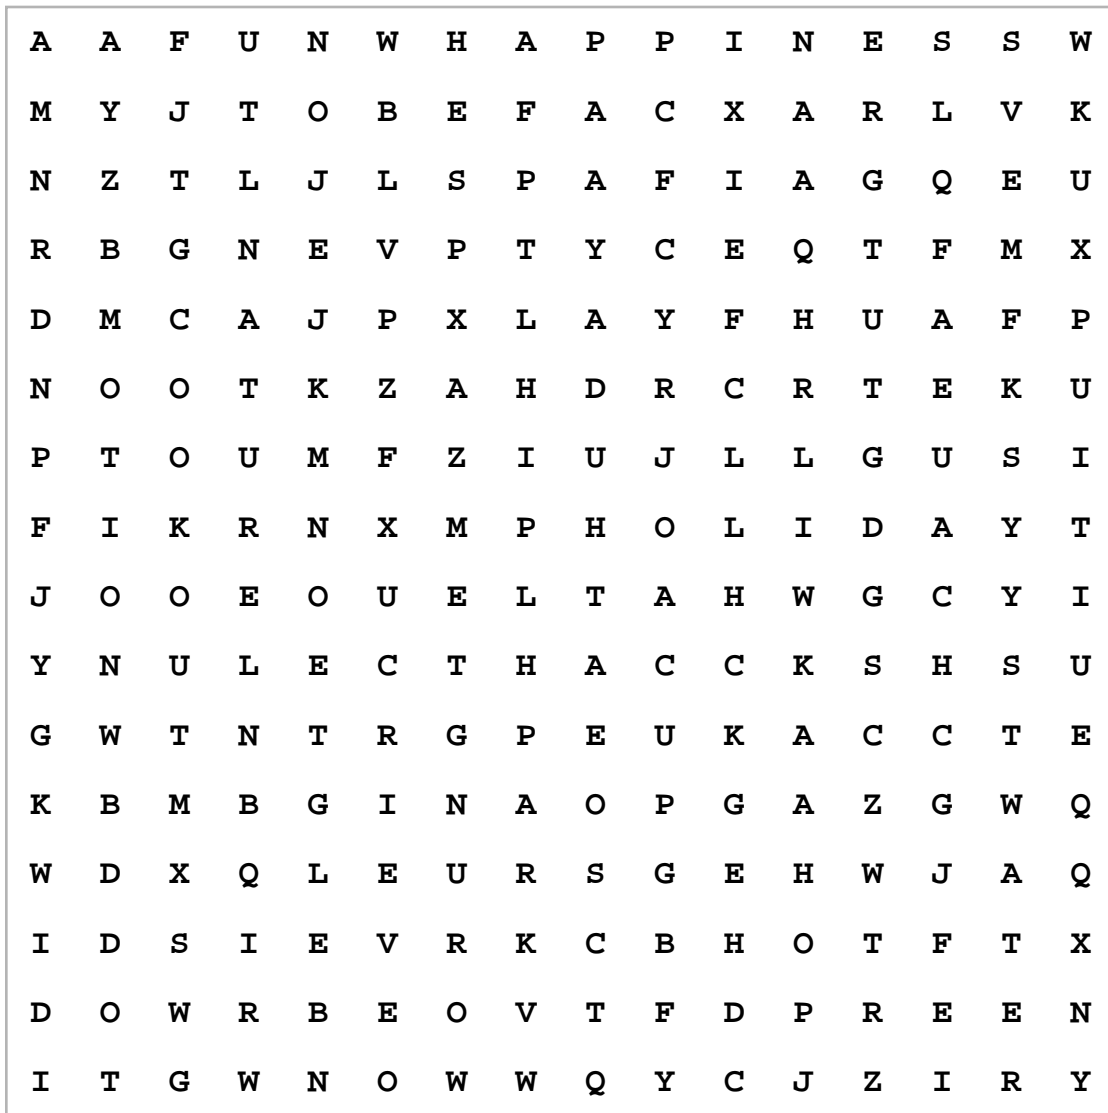 A A F U N W H A P P I N E S S W
M Y J T O B E F A C X A R L V K
N Z T L J L S P A F I A G Q E U
R B G N E V P T Y C E Q T F M X
D M C A J P X L A Y F H U A F P
N O O T K Z A H D R C R T E K U
P T O U M F Z I U J L L G U S I
F I K R N X M P H O L I D A Y T
J O O E O U E L T A H W G C Y I
Y N U L E C T H A C C K S H S U
G W T N T R G P E U K A C C T E
K B M B G I N A O P G A Z G W Q
W D X Q L E U R S G E H W J A Q
I D S I E V R K C B H O T F T X
D O W R B E O V T F D P R E E N
I T G W N O W W Q Y C J Z I R Y